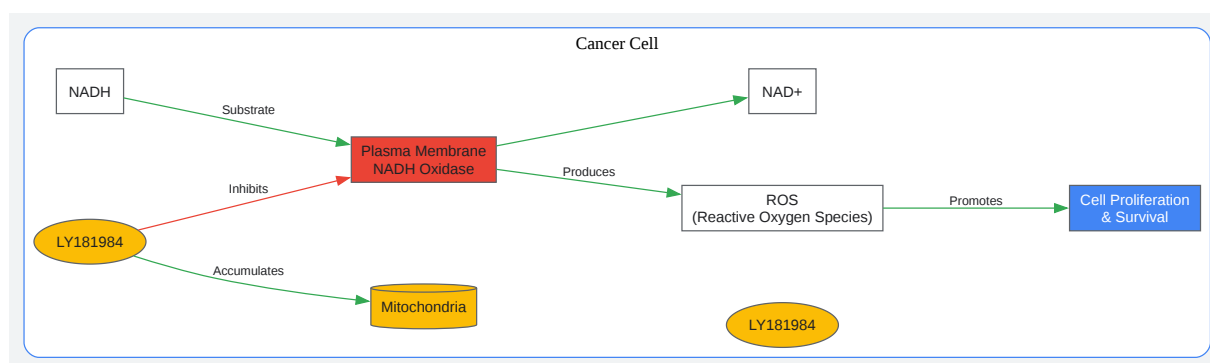 Cancer Cell
NADH
NAD+
Substrate
Plasma Membrane
NADH Oxidase
Produces
Inhibits
ROS
(Reactive Oxygen Species)
Promotes
Cell Proliferation
& Survival
LY181984
Accumulates
Mitochondria
LY181984